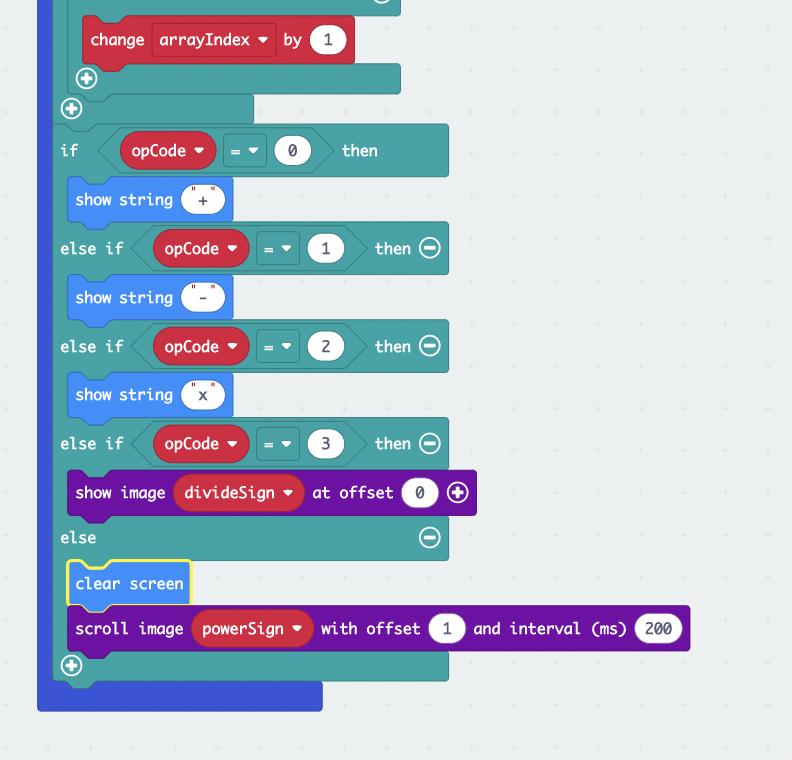 change arrayIndex by 1
if opCode = 0 then
show string "+"
else if opCode = 1 then
show string "-"
else if opCode = 2 then
show string "x"
else if opCode = 3 then
show image divideSign at offset 0
else
clear screen
scroll image powerSign with offset 1 and interval (ms) 200